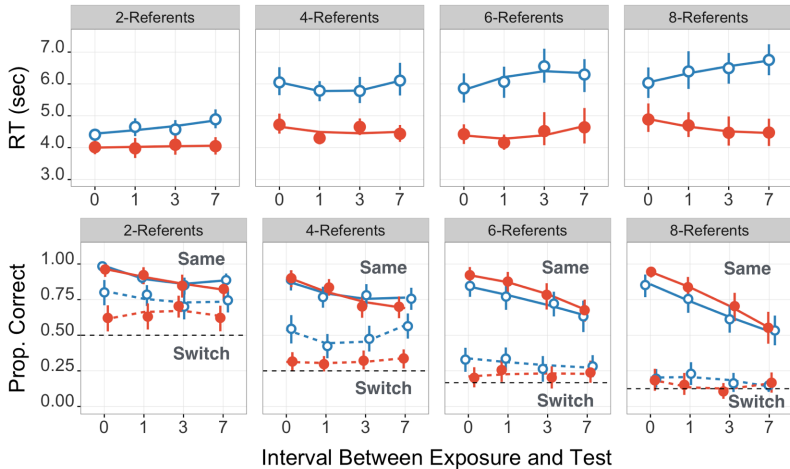 2-Referents 4-Referents 6-Referents 8-Referents
RT (sec)
7.0
6.0
5.0
4.0
3.0
0 1 3 7 0 1 3 7 0 1 3 7 0 1 3 7
2-Referents 4-Referents 6-Referents 8-Referents
Prop. Correct
1.00
0.75
0.50
0.25
0.00
Same Same Same Same
Switch Switch Switch Switch
0 1 3 7 0 1 3 7 0 1 3 7 0 1 3 7
Interval Between Exposure and Test